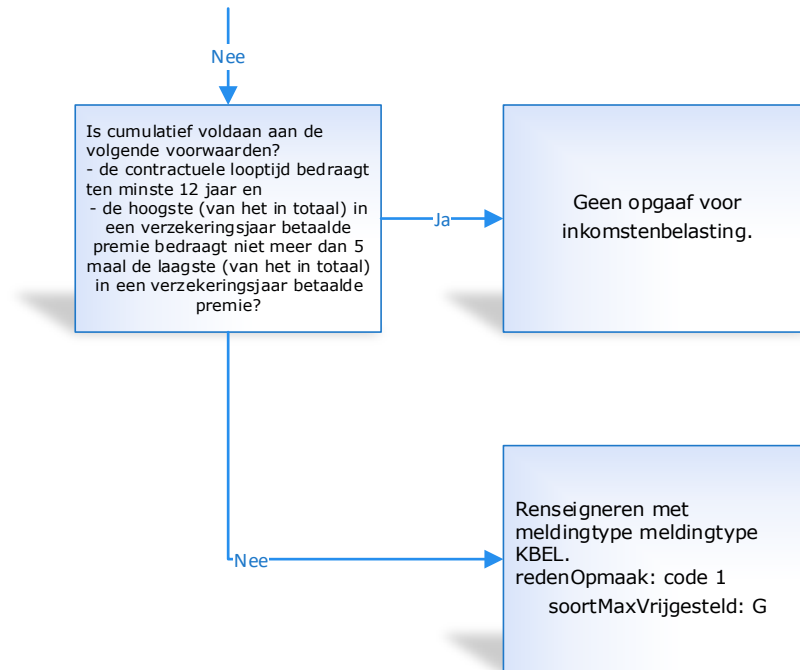 Nee
Is cumulatief voldaan aan de
volgende voorwaarden?
- de contractuele looptijd bedraagt
ten minste 12 jaar en
- de hoogste (van het in totaal) in
een verzekeringsjaar betaalde
premie bedraagt niet meer dan 5
maal de laagste (van het in totaal)
in een verzekeringsjaar betaalde
premie?
Ja
Geen opgaaf voor
inkomstenbelasting.
Nee
Renseigneren met
meldingtype meldingtype
KBEL.
redenOpmaak: code 1
soortMaxVrijgesteld: G